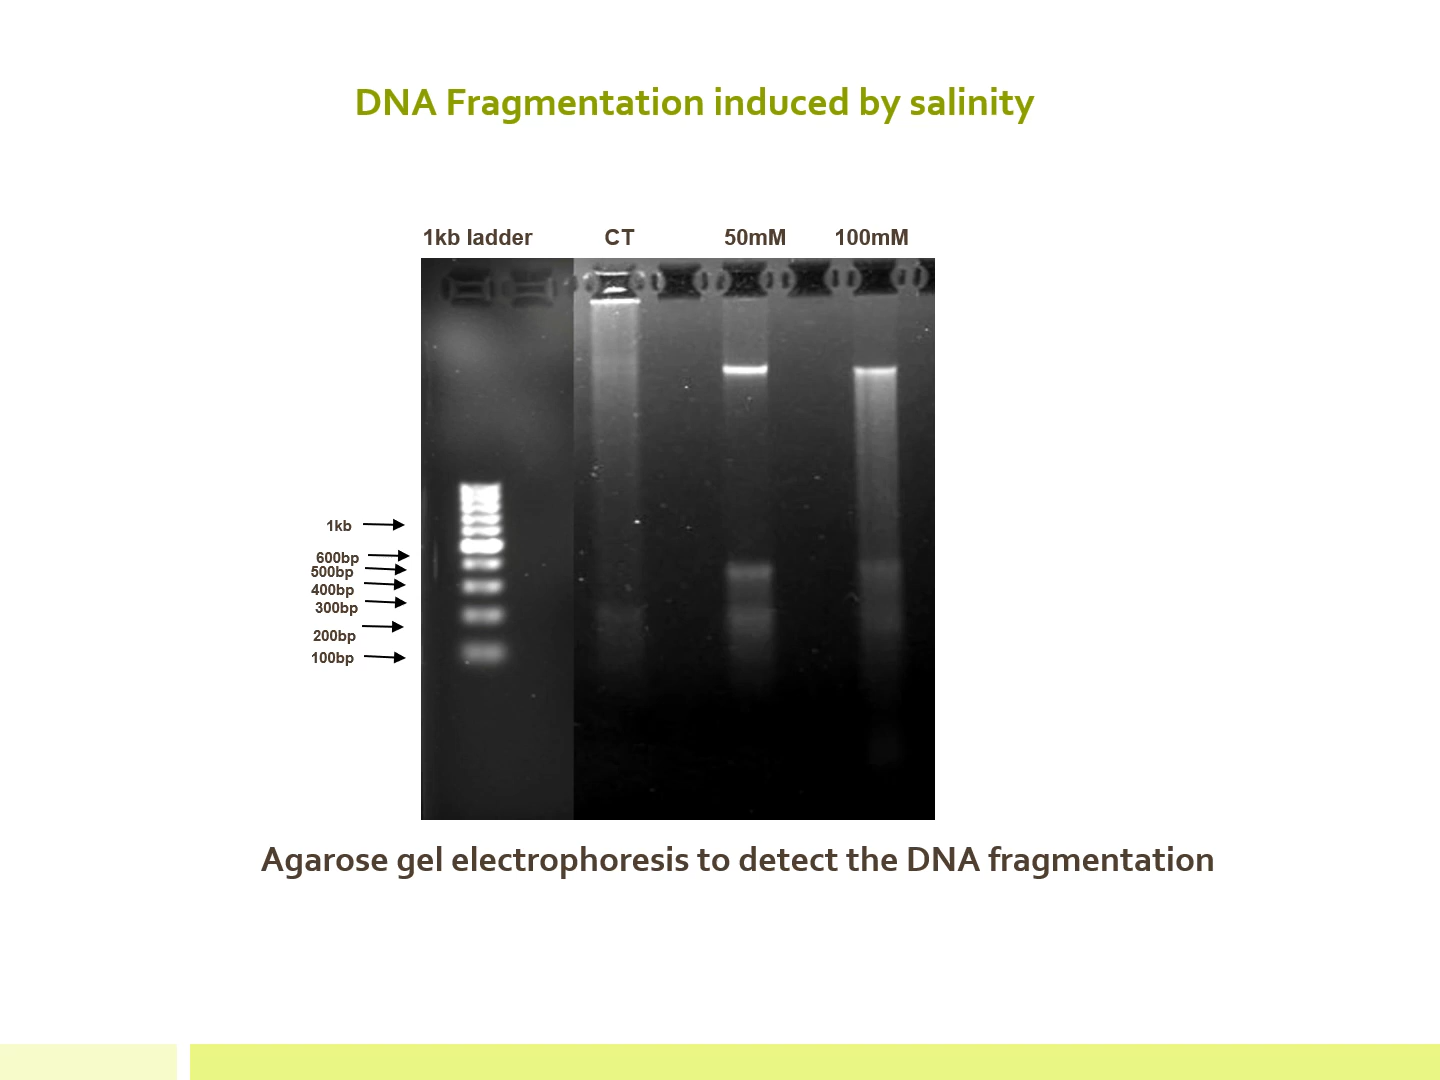 DNA Fragmentation induced by salinity
1kb ladder CT 50mM 100mM
1kb
600bp
500bp
400bp
300bp
200bp
100bp
Agarose gel electrophoresis to detect the DNA fragmentation